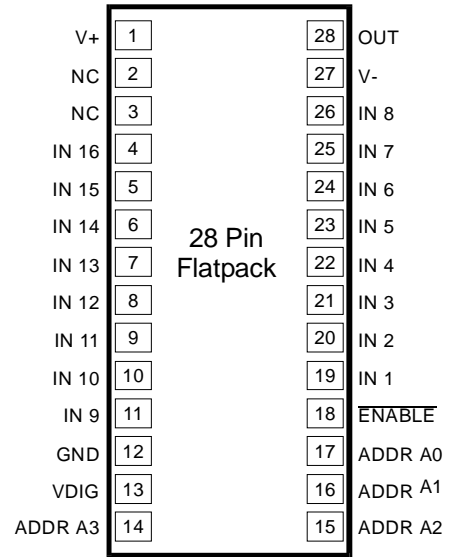 V+ 1 28 OUT
NC 2 27 V-
NC 3 26 IN 8
IN 16 4 25 IN 7
IN 15 5 24 IN 6
IN 14 6 23 IN 5
28 Pin
Flatpack
IN 13 7 22 IN 4
IN 12 8 21 IN 3
IN 11 9 20 IN 2
IN 10 10 19 IN 1
IN 9 11 18 ENABLE
GND 12 17 ADDR A0
VDIG 13 16 ADDR A1
ADDR A3 14 15 ADDR A2